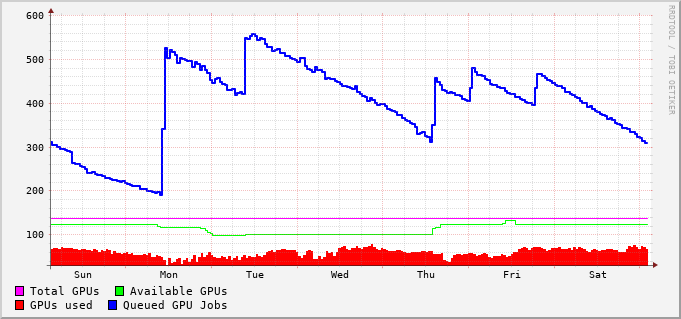 600
500
400
300
200
100
Sun Mon Tue Wed Thu Fri Sat
Total GPUs Available GPUs
GPUs used Queued GPU Jobs
RRDTOOL / TOBI OETIKER